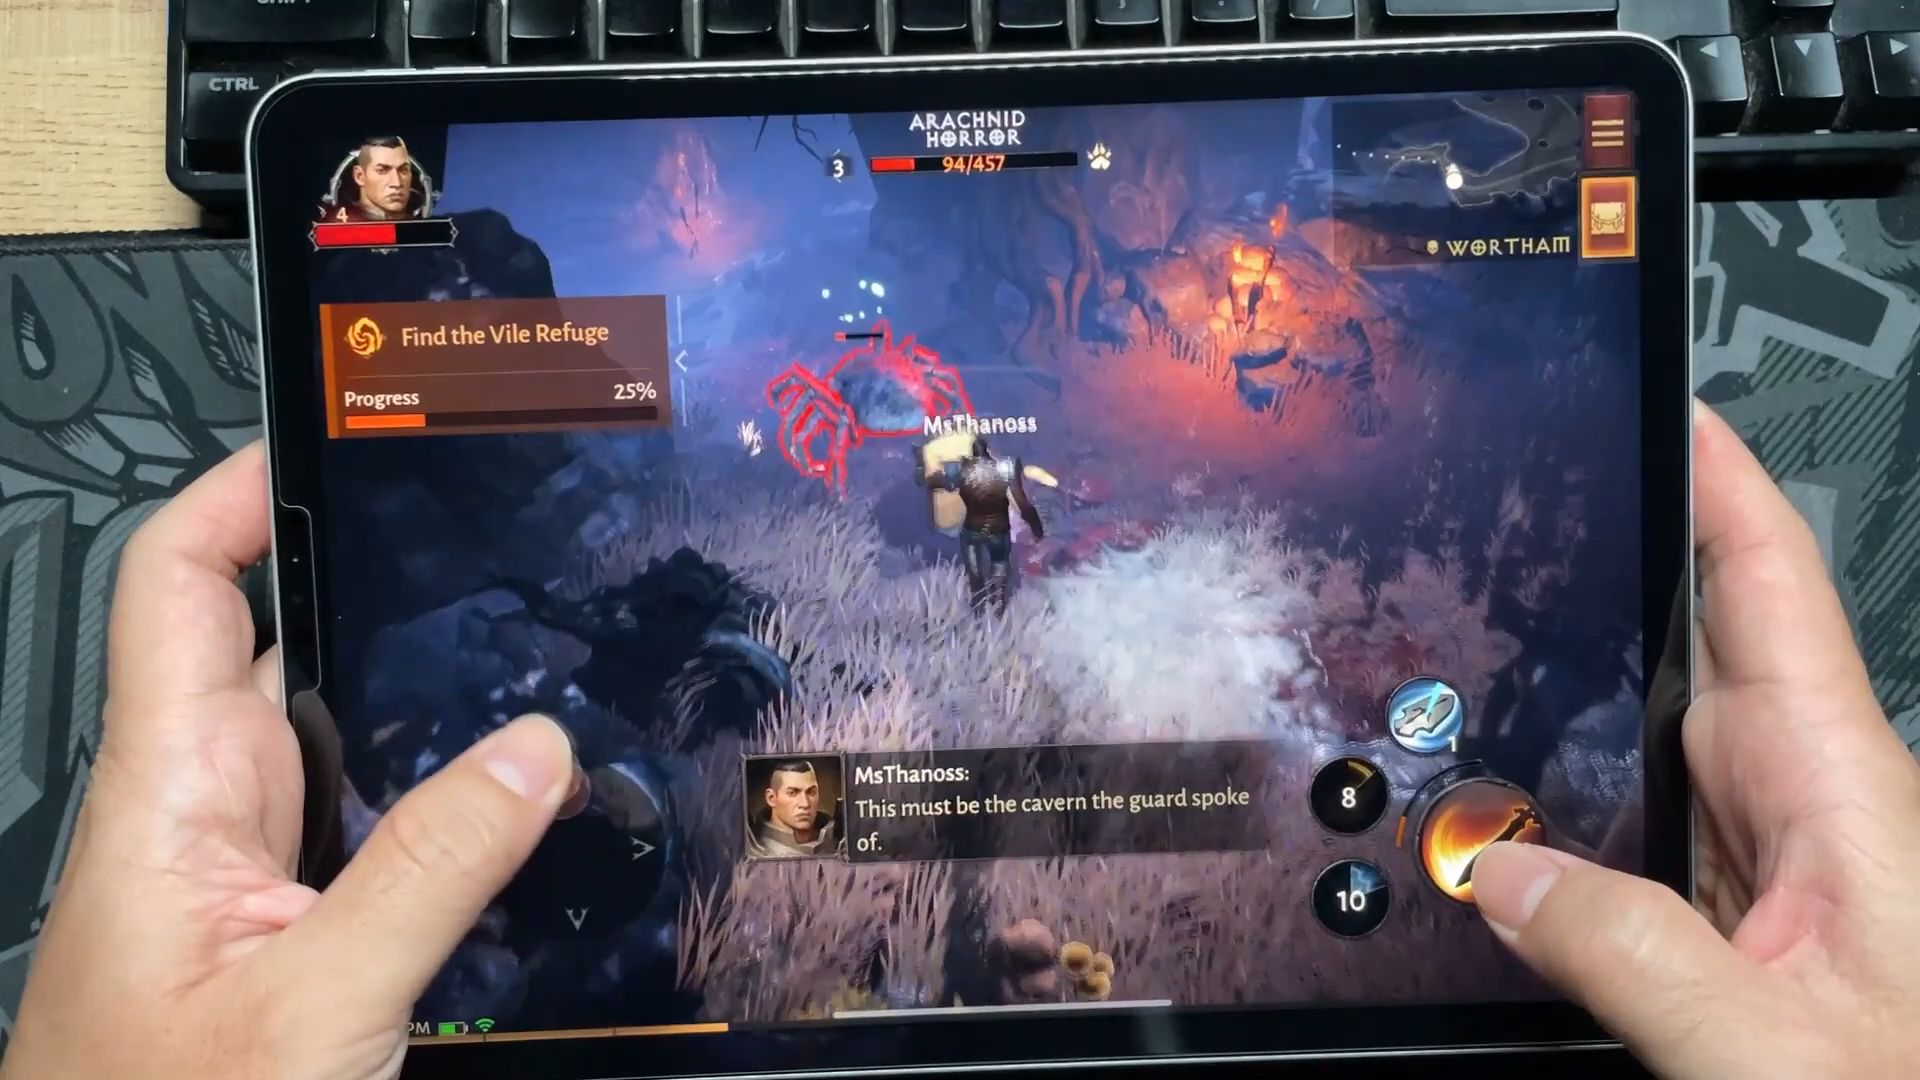 CTRL
ARACHNID
HORROR
3
94/457
4
WORTHAM
Find the Vile Refuge
Progress
25%
MsThanoss
MsThanoss:
This must be the cavern the guard spoke
of.
1
8
10
PM